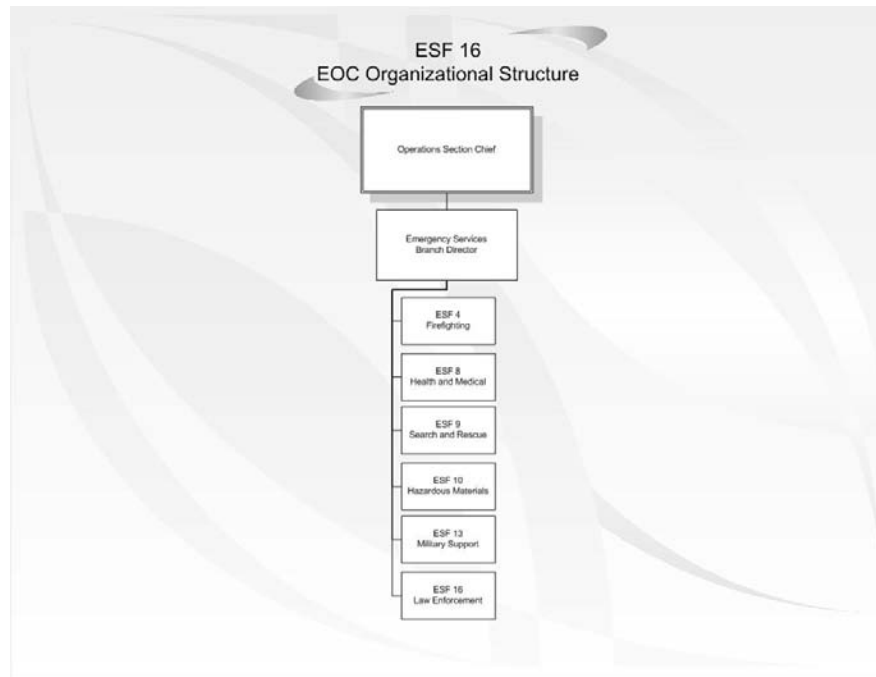 ESF 16
EOC Organizational Structure
Operations Section Chief
Emergency Services
Branch Director
ESF 4
Firefighting
ESF 8
Health and Medical
ESF 9
Search and Rescue
ESF 10
Hazardous Materials
ESF 13
Military Support
ESF 16
Law Enforcement